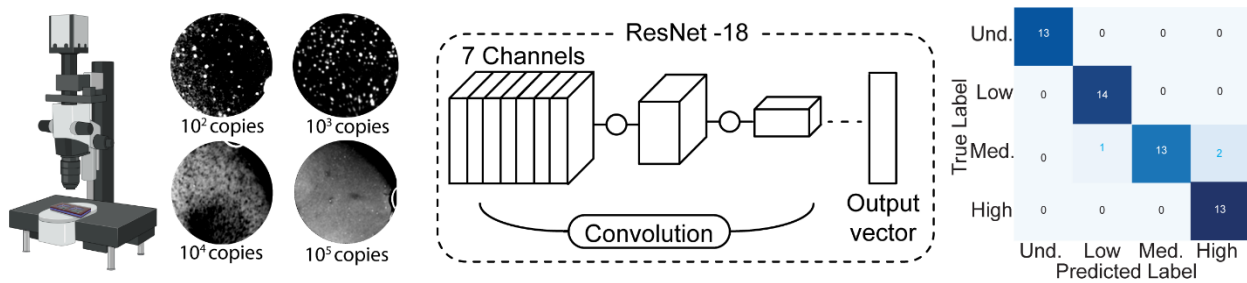 10² copies
10³ copies
10⁴ copies
10⁵ copies
ResNet -18
7 Channels
Convolution
Output
vector
True Label
Und.
13 0 0 0
Low
0 14 0 0
Med.
0 1 13 2
High
0 0 0 13
Und. Low Med. High
Predicted Label